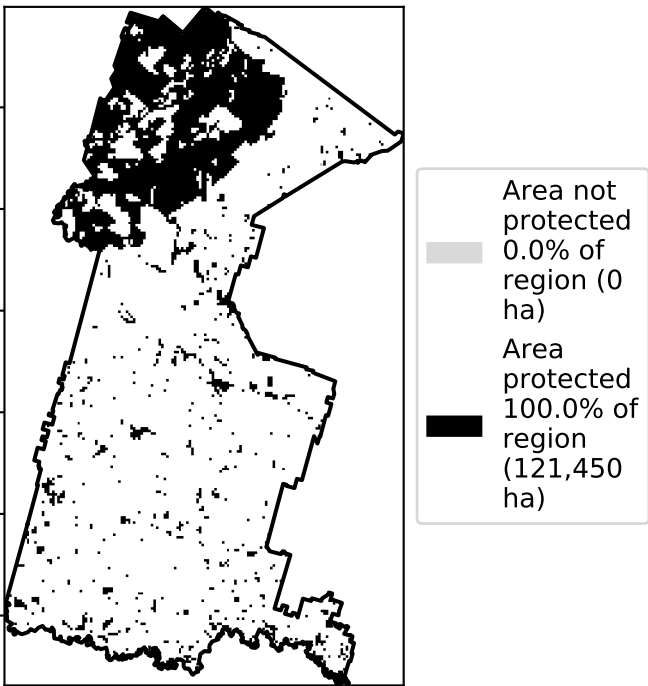 Area not
protected
0.0% of
region (0
ha)
Area
protected
100.0% of
region
(121,450
ha)